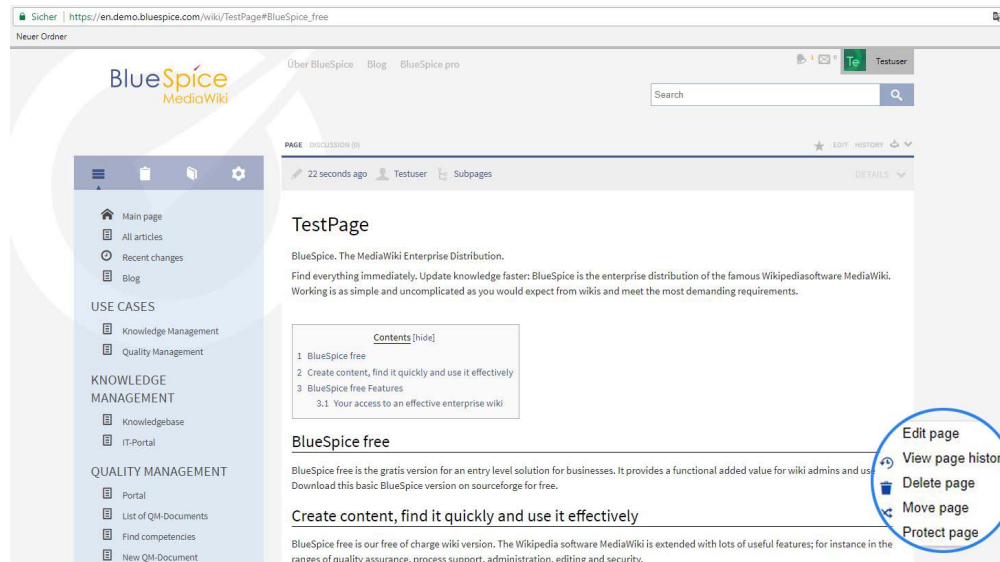 Sicher | https://en.demo.bluespice.com/wiki/TestPage#BlueSpice_free
Neuer Ordner
BlueSpice
MediaWiki
Über BlueSpice Blog BlueSpice pro
1 0 Te Testuser
Search
PAGE DISCUSSION (0) EDIT HISTORY
22 seconds ago Testuser Subpages DETAILS
Main page
All articles
Recent changes
Blog
USE CASES
Knowledge Management
Quality Management
KNOWLEDGE
MANAGEMENT
Knowledgebase
IT-Portal
QUALITY MANAGEMENT
Portal
List of QM-Documents
Find competencies
New QM-Document
TestPage
BlueSpice. The MediaWiki Enterprise Distribution.
Find everything immediately. Update knowledge faster: BlueSpice is the enterprise distribution of the famous Wikipediasoftware MediaWiki.
Working is as simple and uncomplicated as you would expect from wikis and meet the most demanding requirements.
Contents [hide]
1 BlueSpice free
2 Create content, find it quickly and use it effectively
3 BlueSpice free Features
3.1 Your access to an effective enterprise wiki
BlueSpice free
BlueSpice free is the gratis version for an entry level solution for businesses. It provides a functional added value for wiki admins and us
Download this basic BlueSpice version on sourceforge for free.
Create content, find it quickly and use it effectively
BlueSpice free is our free of charge wiki version. The Wikipedia software MediaWiki is extended with lots of useful features; for instance in the
ranges of quality assurance, process support, administration, editing and security.
Edit page
View page histor
Delete page
Move page
Protect page